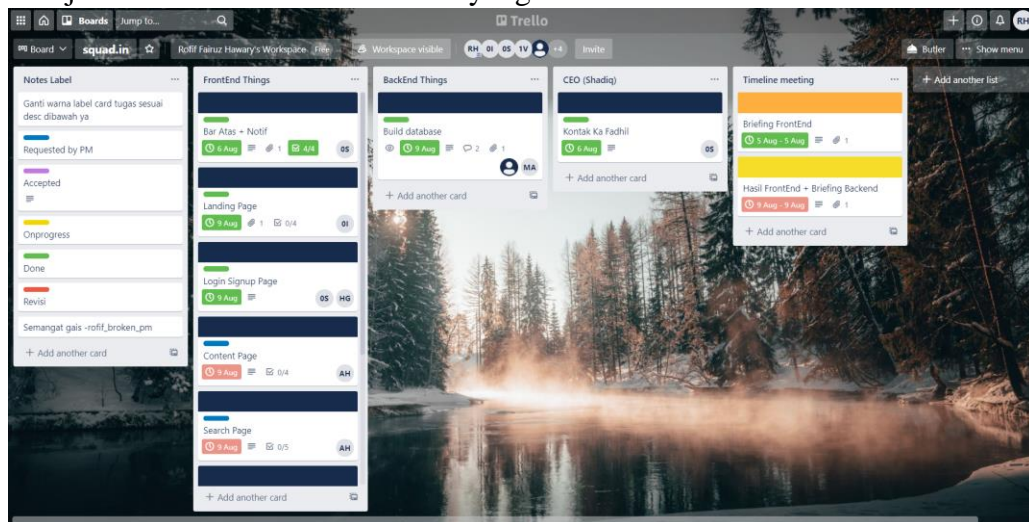 Boards
Jump to...
Trello
RH
Board
squad.in
Rofif Fairuz Hawary's Workspace
Free
Workspace visible
RH OI OS 1V +4
Invite
Butler
... Show menu
Notes Label
Ganti warna label card tugas sesuai
desc dibawah ya
Requested by PM
Accepted
Onprogress
Done
Revisi
Semangat gais -rofif_broken_pm
+ Add another card
FrontEnd Things
Bar Atas + Notif
6 Aug 1 4/4 OS
Landing Page
9 Aug 1 0/4 OI
Login Signup Page
9 Aug OS HG
Content Page
9 Aug 0/4 AH
Search Page
9 Aug 0/5 AH
+ Add another card
BackEnd Things
Build database
9 Aug 2 1
MA
+ Add another card
CEO (Shadiq)
Kontak Ka Fadhil
6 Aug OS
+ Add another card
Timeline meeting
Briefing FrontEnd
5 Aug - 5 Aug 1
Hasil FrontEnd + Briefing Backend
9 Aug - 9 Aug 1
+ Add another card
+ Add another list